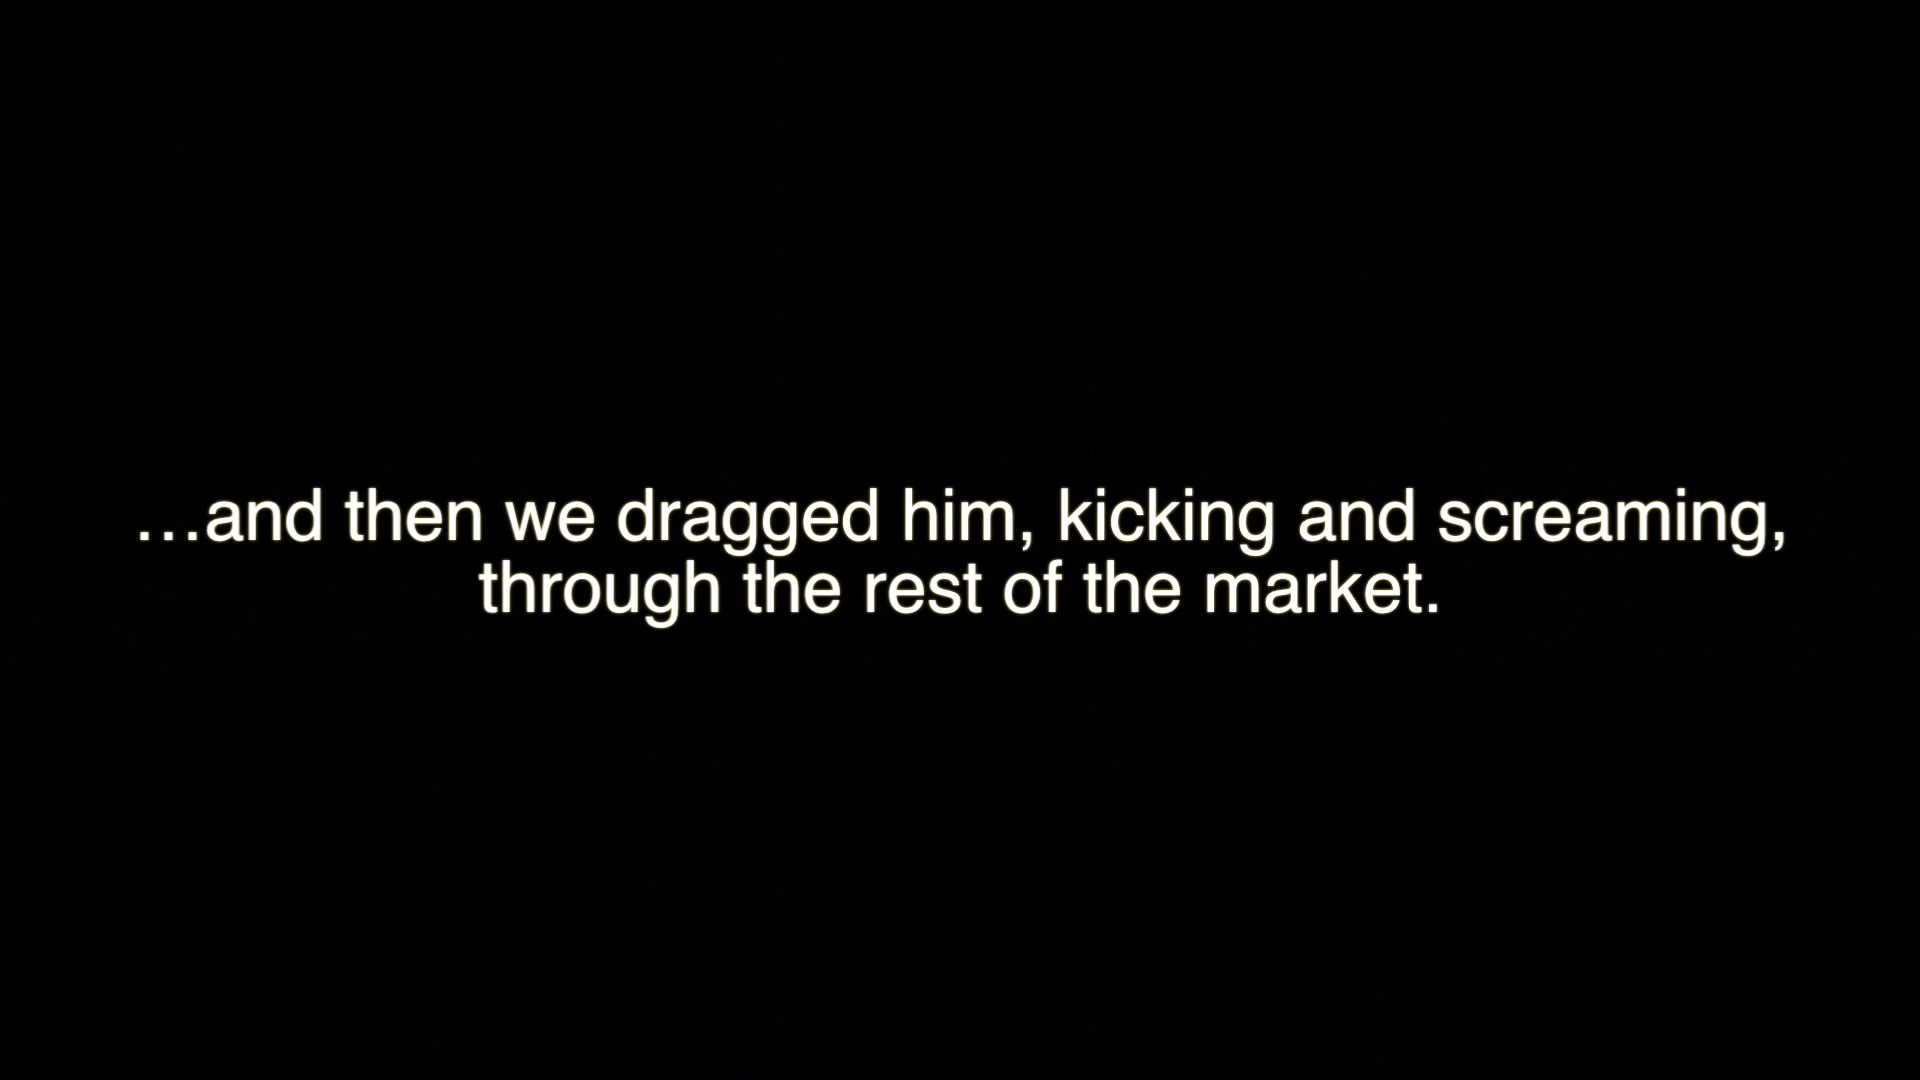 …and then we dragged him, kicking and screaming,
through the rest of the market.